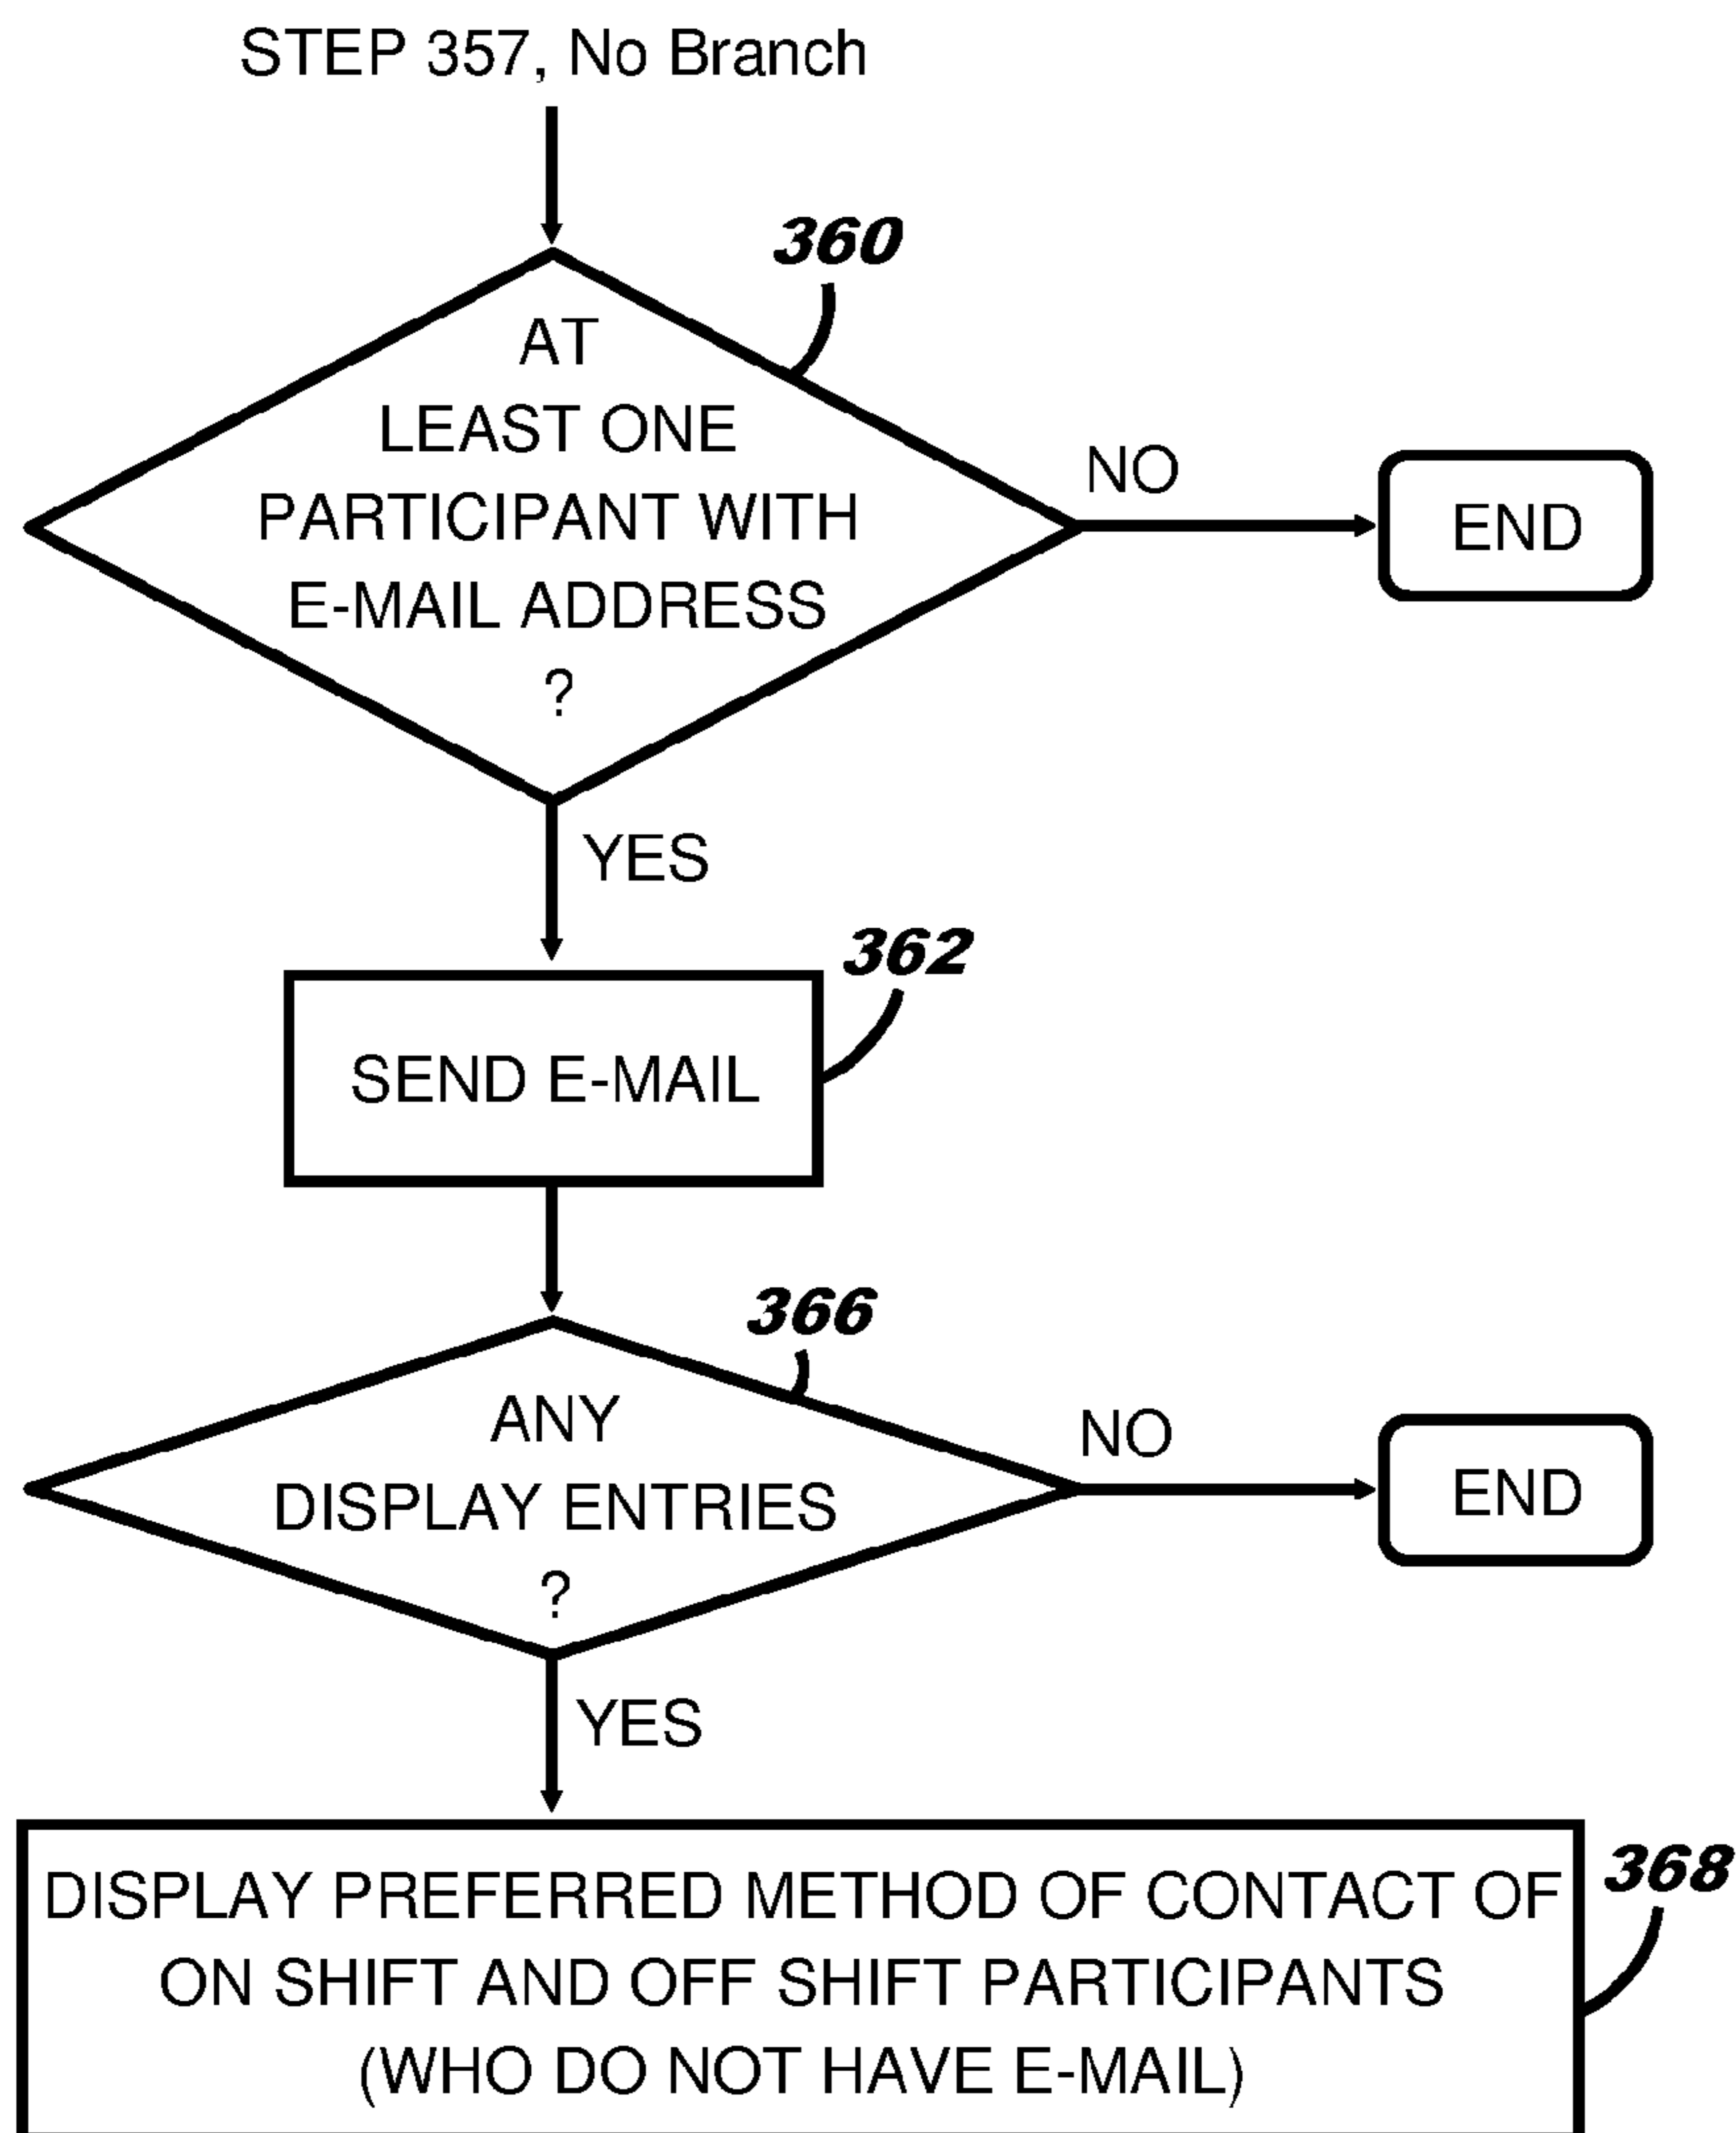 STEP 357, No Branch
360
AT
LEAST ONE
PARTICIPANT WITH
E-MAIL ADDRESS
?
NO
END
YES
362
SEND E-MAIL
366
ANY
DISPLAY ENTRIES
?
NO
END
YES
DISPLAY PREFERRED METHOD OF CONTACT OF
ON SHIFT AND OFF SHIFT PARTICIPANTS
(WHO DO NOT HAVE E-MAIL)
368